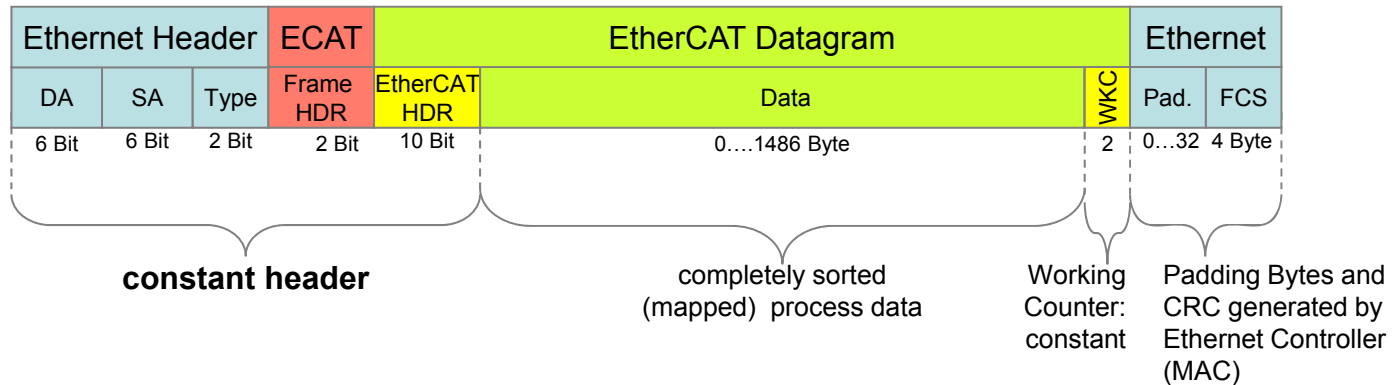 Ethernet Header ECAT EtherCAT Datagram Ethernet
DA SA Type Frame HDR EtherCAT HDR Data WKC Pad. FCS
6 Bit 6 Bit 2 Bit 2 Bit 10 Bit 0....1486 Byte 2 0...32 4 Byte
constant header
completely sorted
(mapped) process data
Working
Counter:
constant
Padding Bytes and
CRC generated by
Ethernet Controller
(MAC)